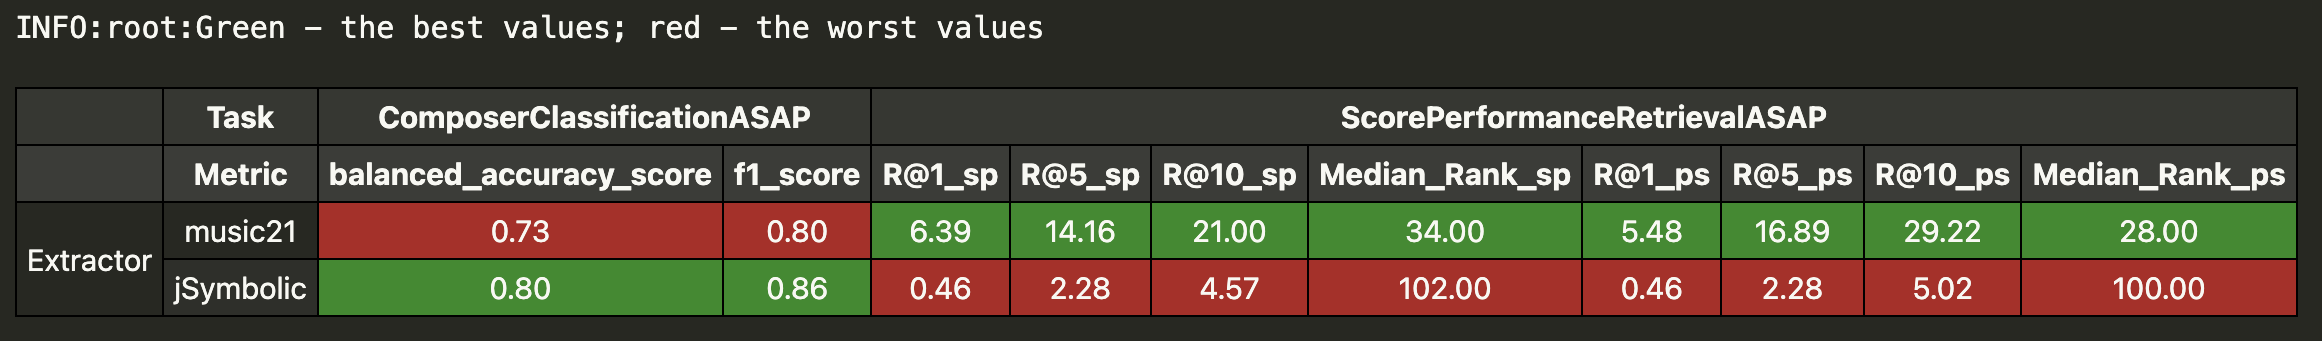 INFO:root:Green – the best values; red – the worst values
Task ComposerClassificationASAP ScorePerformanceRetrievalASAP
Metric balanced_accuracy_score f1_score R@1_sp R@5_sp R@10_sp Median_Rank_sp R@1_ps R@5_ps R@10_ps Median_Rank_ps
Extractor music21 0.73 0.80 6.39 14.16 21.00 34.00 5.48 16.89 29.22 28.00
jSymbolic 0.80 0.86 0.46 2.28 4.57 102.00 0.46 2.28 5.02 100.00